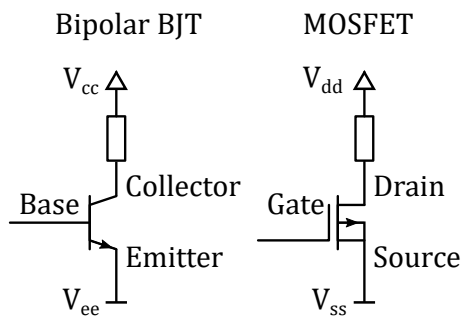 Bipolar BJT
MOSFET
Vcc
Vdd
Collector
Drain
Base
Gate
Emitter
Source
Vee
Vss